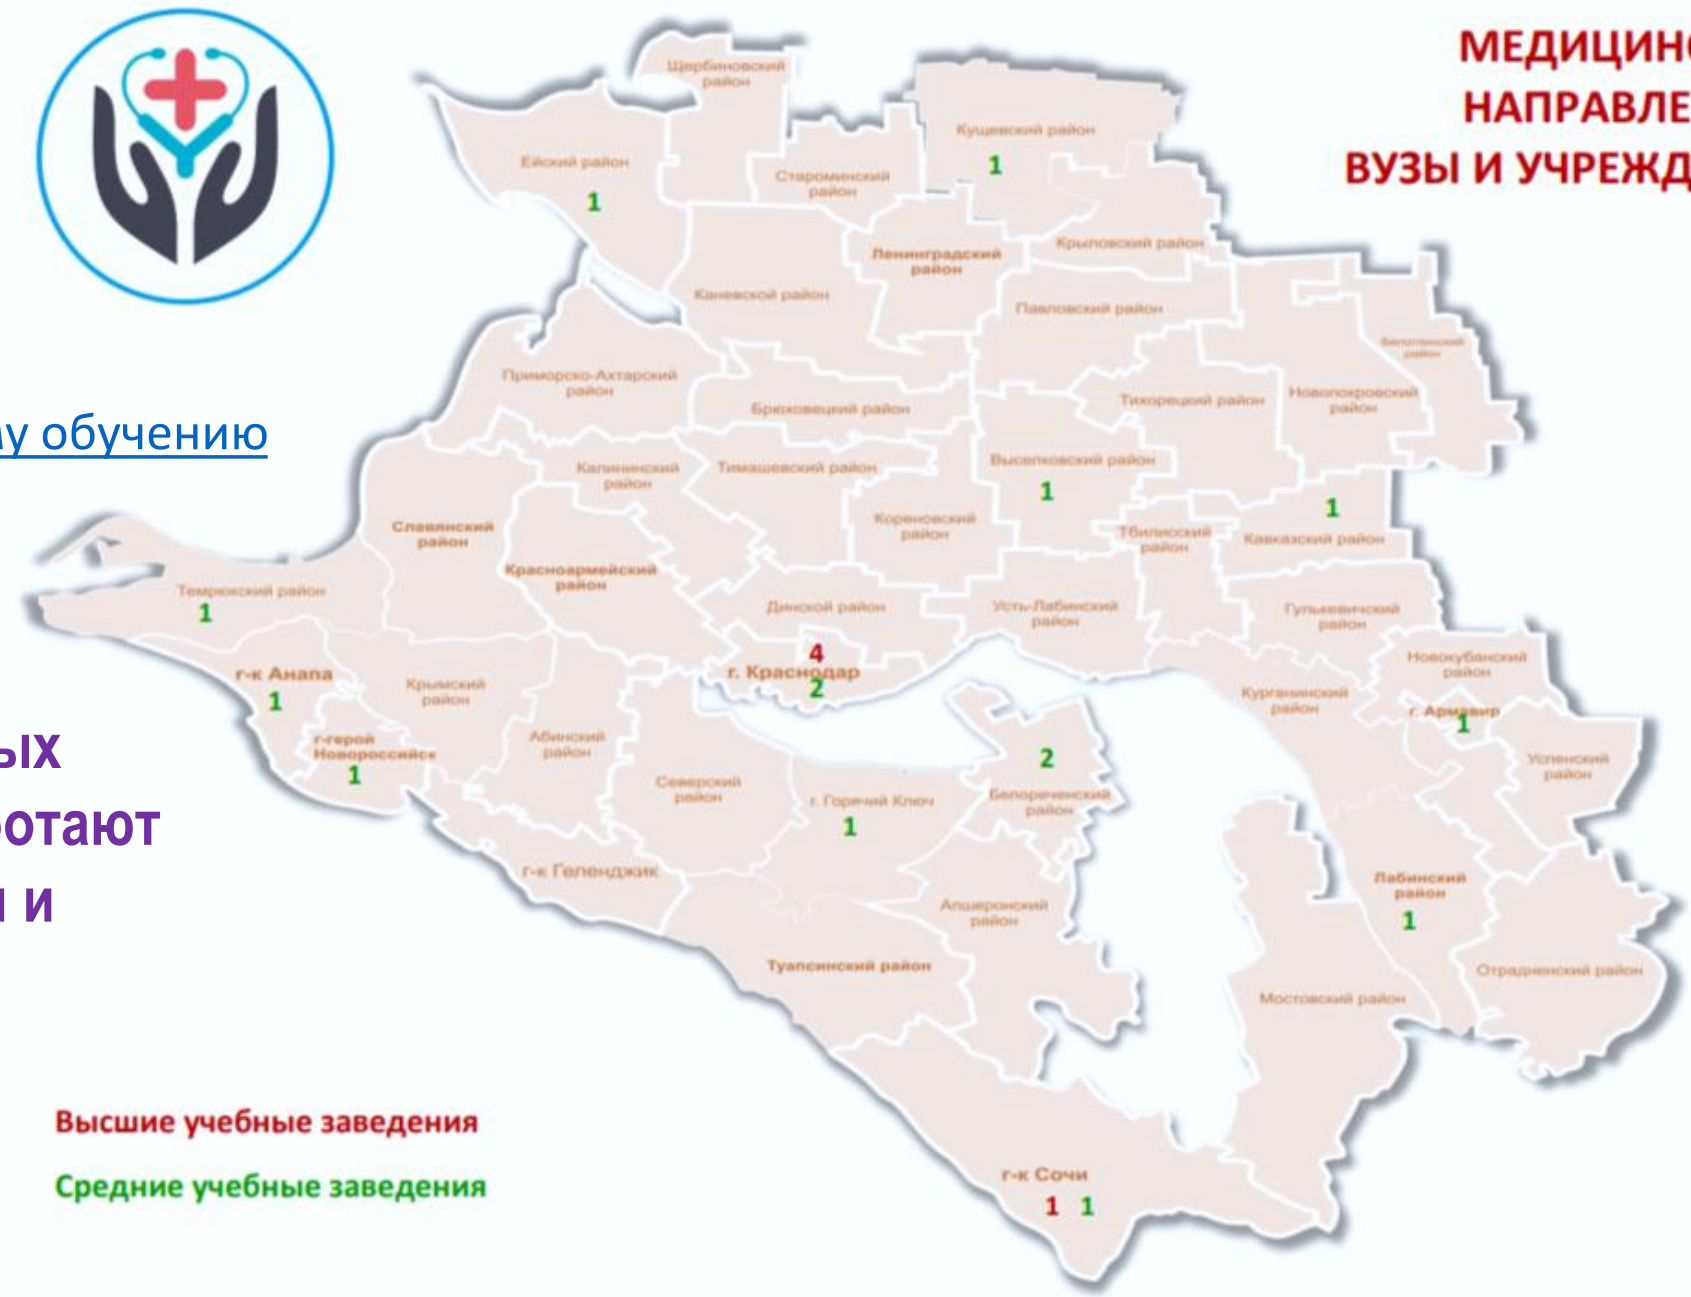 МЕДИЦИНС
НАПРАВЛЕ
ВУЗЫ И УЧРЕЖД
му обучению
ых
ботают
и и
Щербиновский
район
Ейский район
1
Староминский
район
Кущевский район
1
Ленинградский
район
Крыловский район
Каневской район
Павловский район
Белоглинский
район
Приморско-Ахтарский
район
Брюховецкий район
Тихорецкий район
Новопокровский
район
Калининский
район
Тимашевский район
Выселковский район
1
Славянский
район
Кореновский
район
Тбилисский
район
1
Кавказский район
Красноармейский
район
Темрюкский район
1
Динской район
Усть-Лабинский
район
Гулькевичский
район
4
г. Краснодар
2
г-к Анапа
1
Крымский
район
Новокубанский
район
Курганинский
район
г. Армавир
1
г-герой
Новороссийск
1
Абинский
район
2
Белореченский
район
Успенский
район
Северский
район
г. Горячий Ключ
1
г-к Геленджик
Лабинский
район
1
Апшеронский
район
Туапсинский район
Отрадненский район
Мостовский район
г-к Сочи
1 1
Высшие учебные заведения
Средние учебные заведения